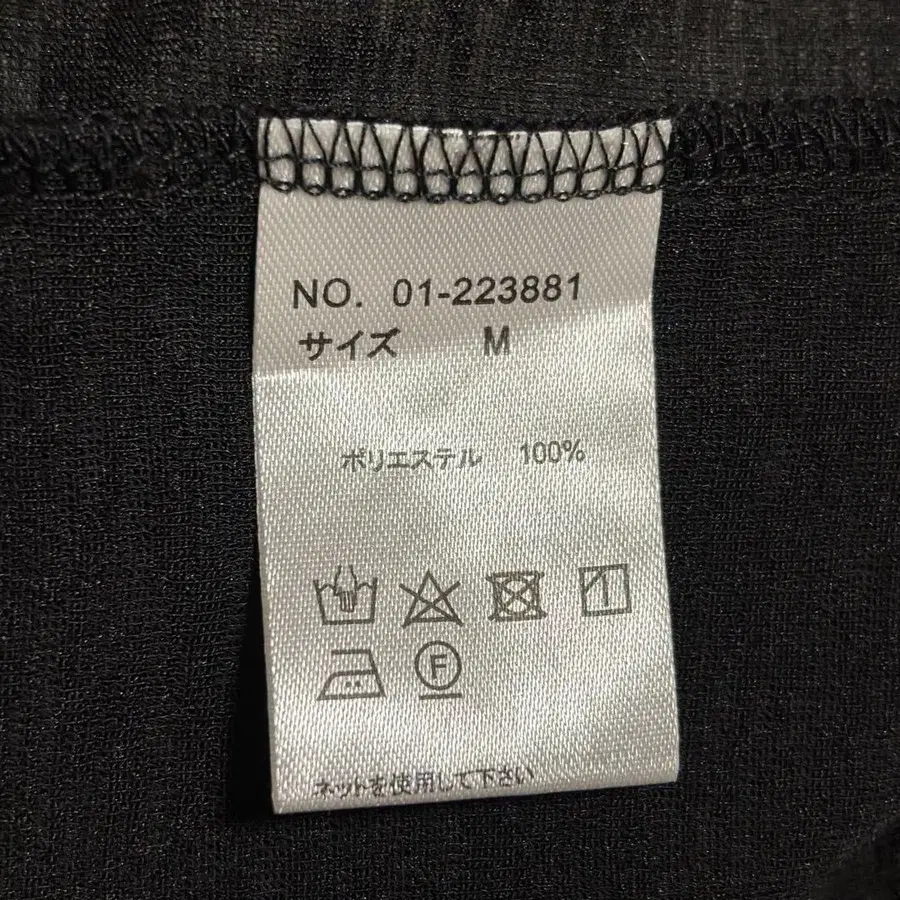 NO. 01-223881
サイズ M
ポリエステル 100%
F
ネットを使用して下さい